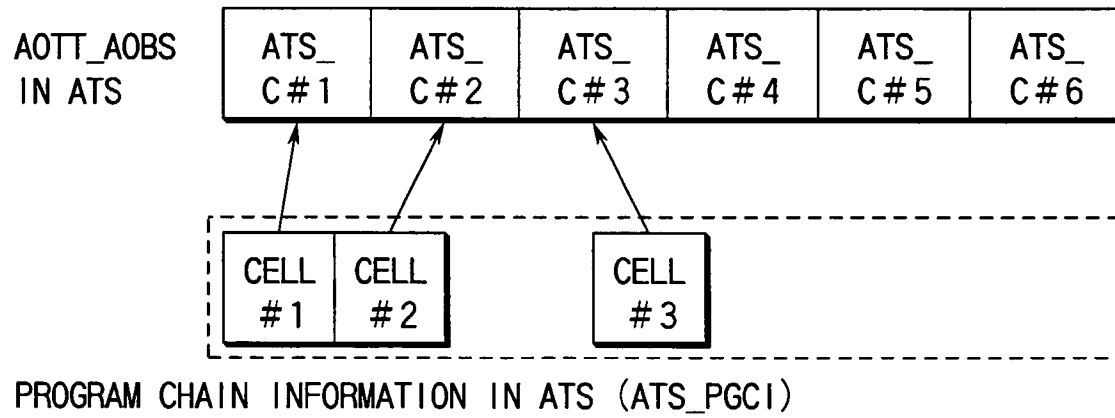 AOTT_AOBS
IN ATS
ATS_
C#1
ATS_
C#2
ATS_
C#3
ATS_
C#4
ATS_
C#5
ATS_
C#6
CELL
#1
CELL
#2
CELL
#3
PROGRAM CHAIN INFORMATION IN ATS (ATS_PGCI)